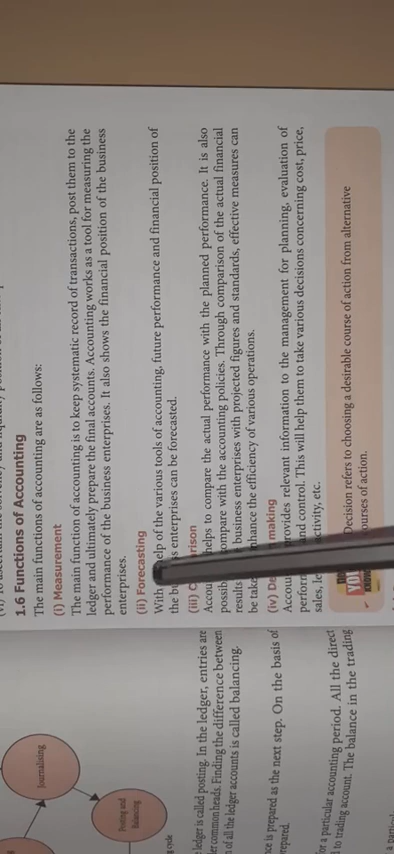 1.6 Functions of Accounting
The main functions of accounting are as follows:
(i) Measurement
The main function of accounting is to keep systematic record of transactions, post them to the
ledger and ultimately prepare the final accounts. Accounting works as a tool for measuring the
performance of the business enterprises. It also shows the financial position of the business
enterprises.
(ii) Forecasting
With elp of the various tools of accounting, future performance and financial position of
the bu s enterprises can be forecasted.
(iii) C rison
Accou helps to compare the actual performance with the planned performance. It is also
possib ompare with the accounting policies. Through comparison of the actual financial
results business enterprises with projected figures and standards, effective measures can
be take nhance the efficiency of various operations.
(iv) De making
Accou rovides relevant information to the management for planning, evaluation of
perform and control. This will help them to take various decisions concerning cost, price,
sales, le ctivity, etc.
YOU
KNOW
Decision refers to choosing a desirable course of action from alternative
ourses of action.
Journalising
Posting and
Balancing
cycle
ledger is called posting. In the ledger, entries are
er common heads. Finding the difference between
of all the ledger accounts is called balancing.
ce is prepared as the next step. On the basis of
repared.
or a particular accounting period. All the direct
to trading account. The balance in the trading